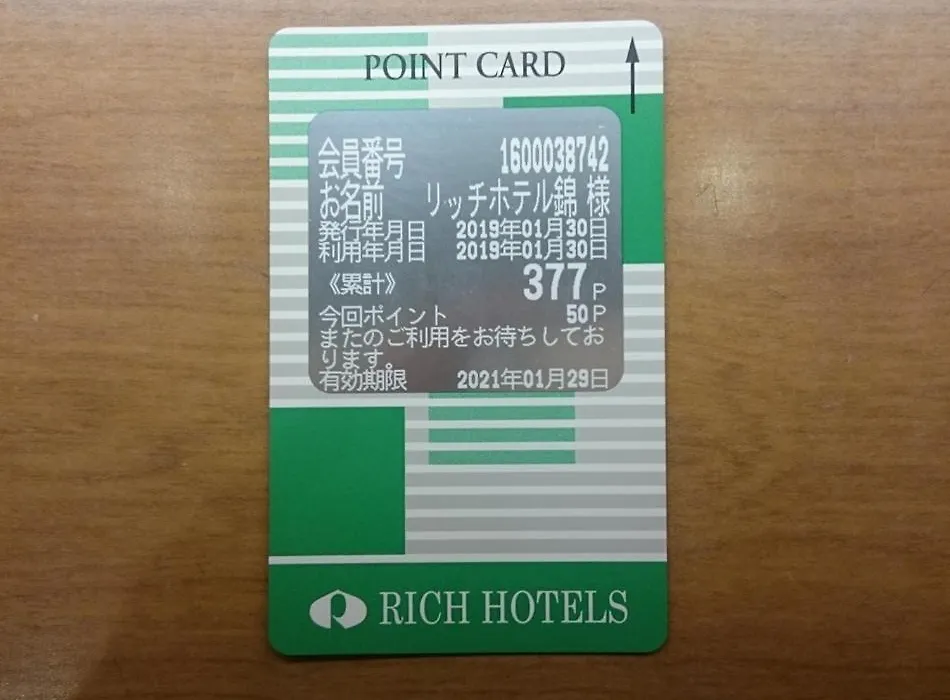 POINT CARD
会員番号 1600038742
お名前 リッチホテル錦 様
発行年月日 2019年01月30日
利用年月日 2019年01月30日
《累計》 377P
今回ポイント 50P
またのご利用をお待ちしてお
ります。
有効期限 2021年01月29日
RICH HOTELS